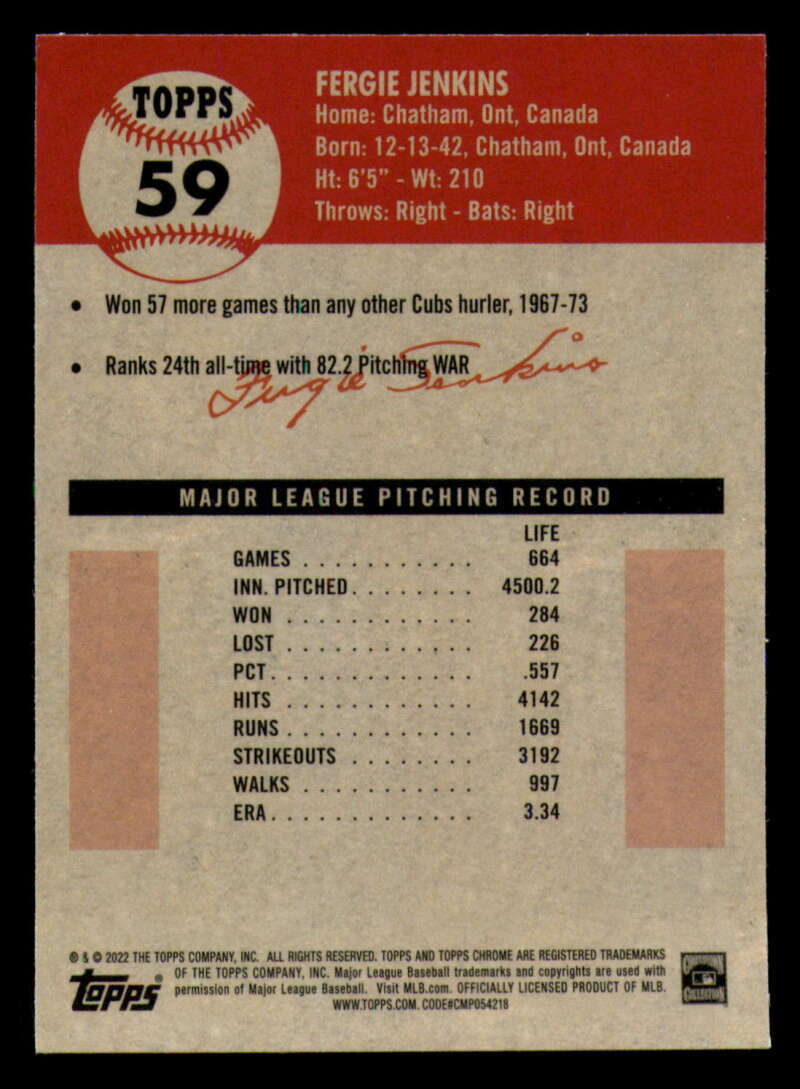 TOPPS
59
FERGIE JENKINS
Home: Chatham, Ont, Canada
Born: 12-13-42, Chatham, Ont, Canada
Ht: 6'5" - Wt: 210
Throws: Right - Bats: Right
• Won 57 more games than any other Cubs hurler, 1967-73
• Ranks 24th all-time with 82.2 Pitching WAR
Fergie Jenkins
MAJOR LEAGUE PITCHING RECORD
LIFE
GAMES . . . . . . . . . . . 664
INN. PITCHED. . . . . . . . 4500.2
WON . . . . . . . . . . . . 284
LOST . . . . . . . . . . . . 226
PCT. . . . . . . . . . . . . .557
HITS . . . . . . . . . . . . 4142
RUNS . . . . . . . . . . . . 1669
STRIKEOUTS . . . . . . . . 3192
WALKS . . . . . . . . . . . 997
ERA. . . . . . . . . . . . . 3.34
® & © 2022 THE TOPPS COMPANY, INC. ALL RIGHTS RESERVED. TOPPS AND TOPPS CHROME ARE REGISTERED TRADEMARKS
OF THE TOPPS COMPANY, INC. Major League Baseball trademarks and copyrights are used with
permission of Major League Baseball. Visit MLB.com. OFFICIALLY LICENSED PRODUCT OF MLB.
WWW.TOPPS.COM. CODE#CMP054218
Topps®
COOPERSTOWN
COLLECTION